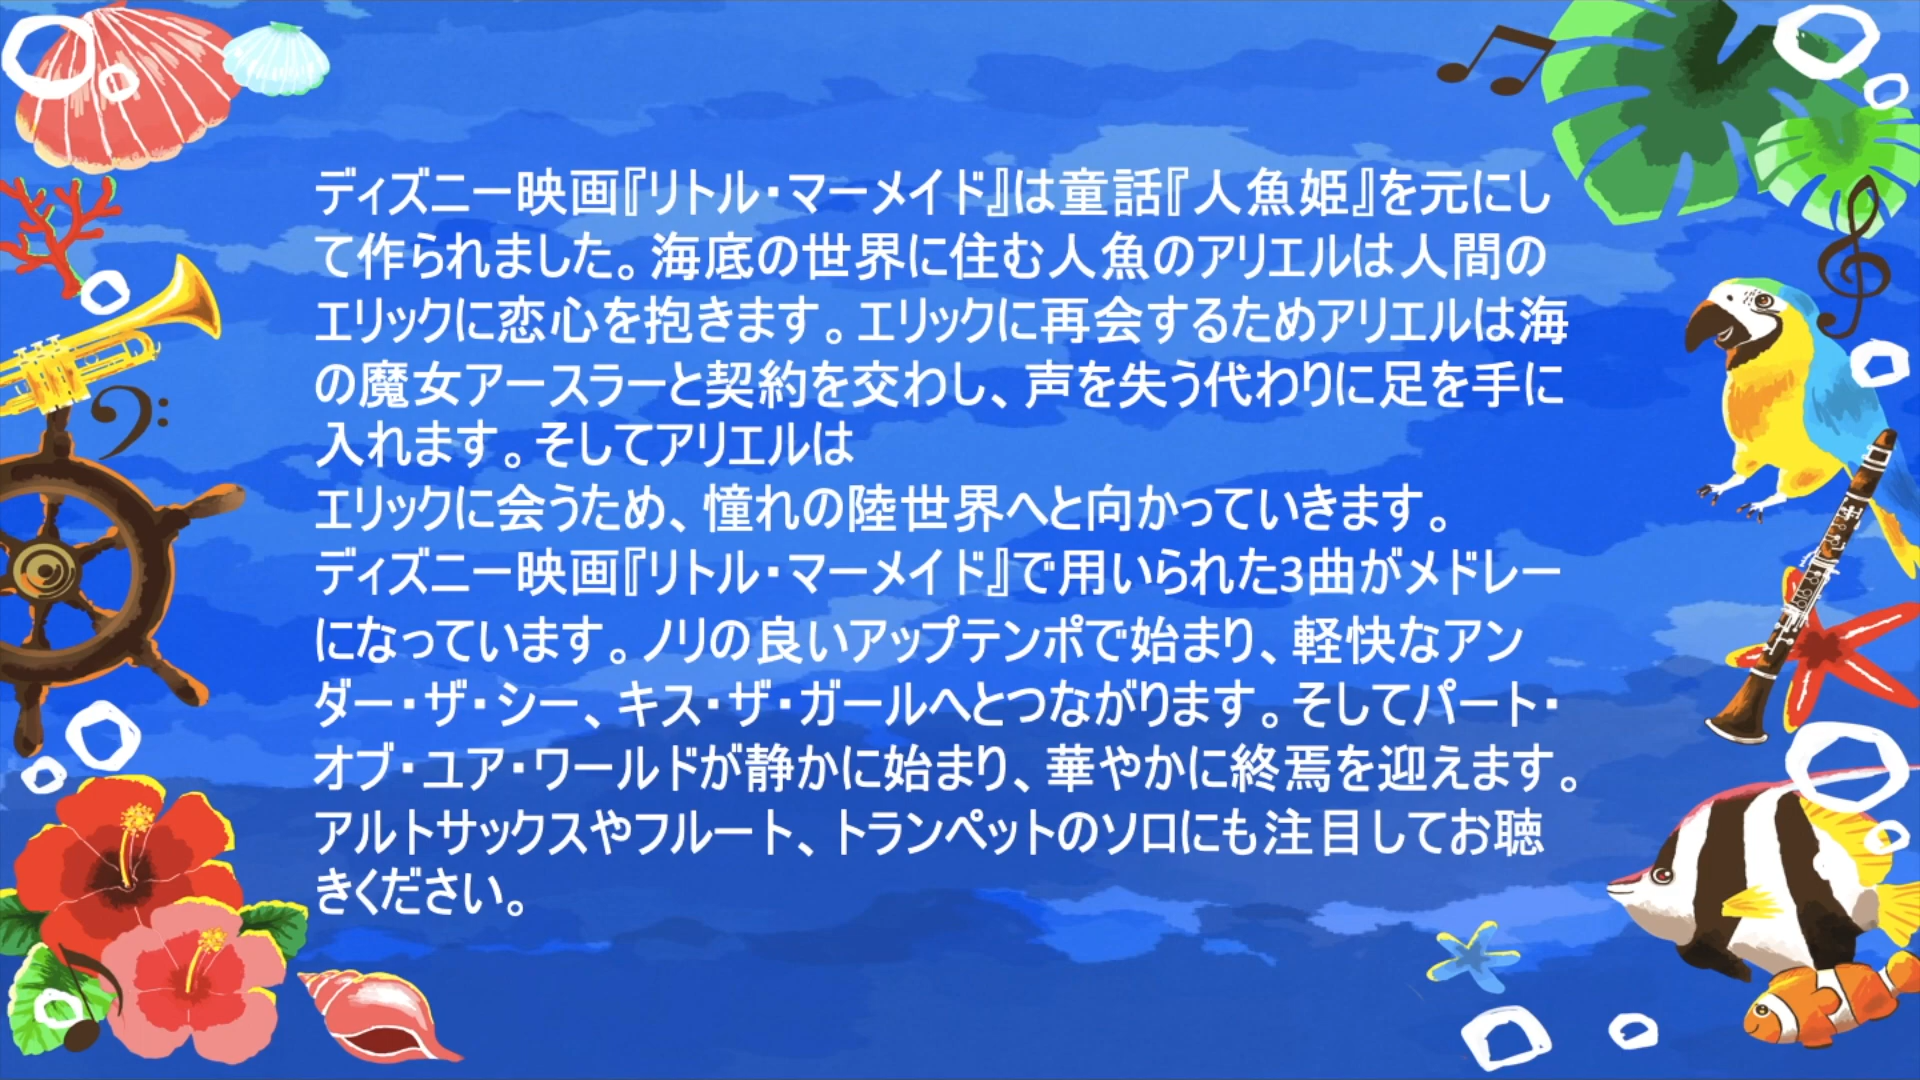 ディズニー映画『リトル・マーメイド』は童話『人魚姫』を元にし
て作られました。海底の世界に住む人魚のアリエルは人間の
エリックに恋心を抱きます。エリックに再会するためアリエルは海
の魔女アースラーと契約を交わし、声を失う代わりに足を手に
入れます。そしてアリエルは
エリックに会うため、憧れの陸世界へと向かっていきます。
ディズニー映画『リトル・マーメイド』で用いられた3曲がメドレー
になっています。ノリの良いアップテンポで始まり、軽快なアン
ダー・ザ・シー、キス・ザ・ガールへとつながります。そしてパート・
オブ・ユア・ワールドが静かに始まり、華やかに終焉を迎えます。
アルトサックスやフルート、トランペットのソロにも注目してお聴
きください。